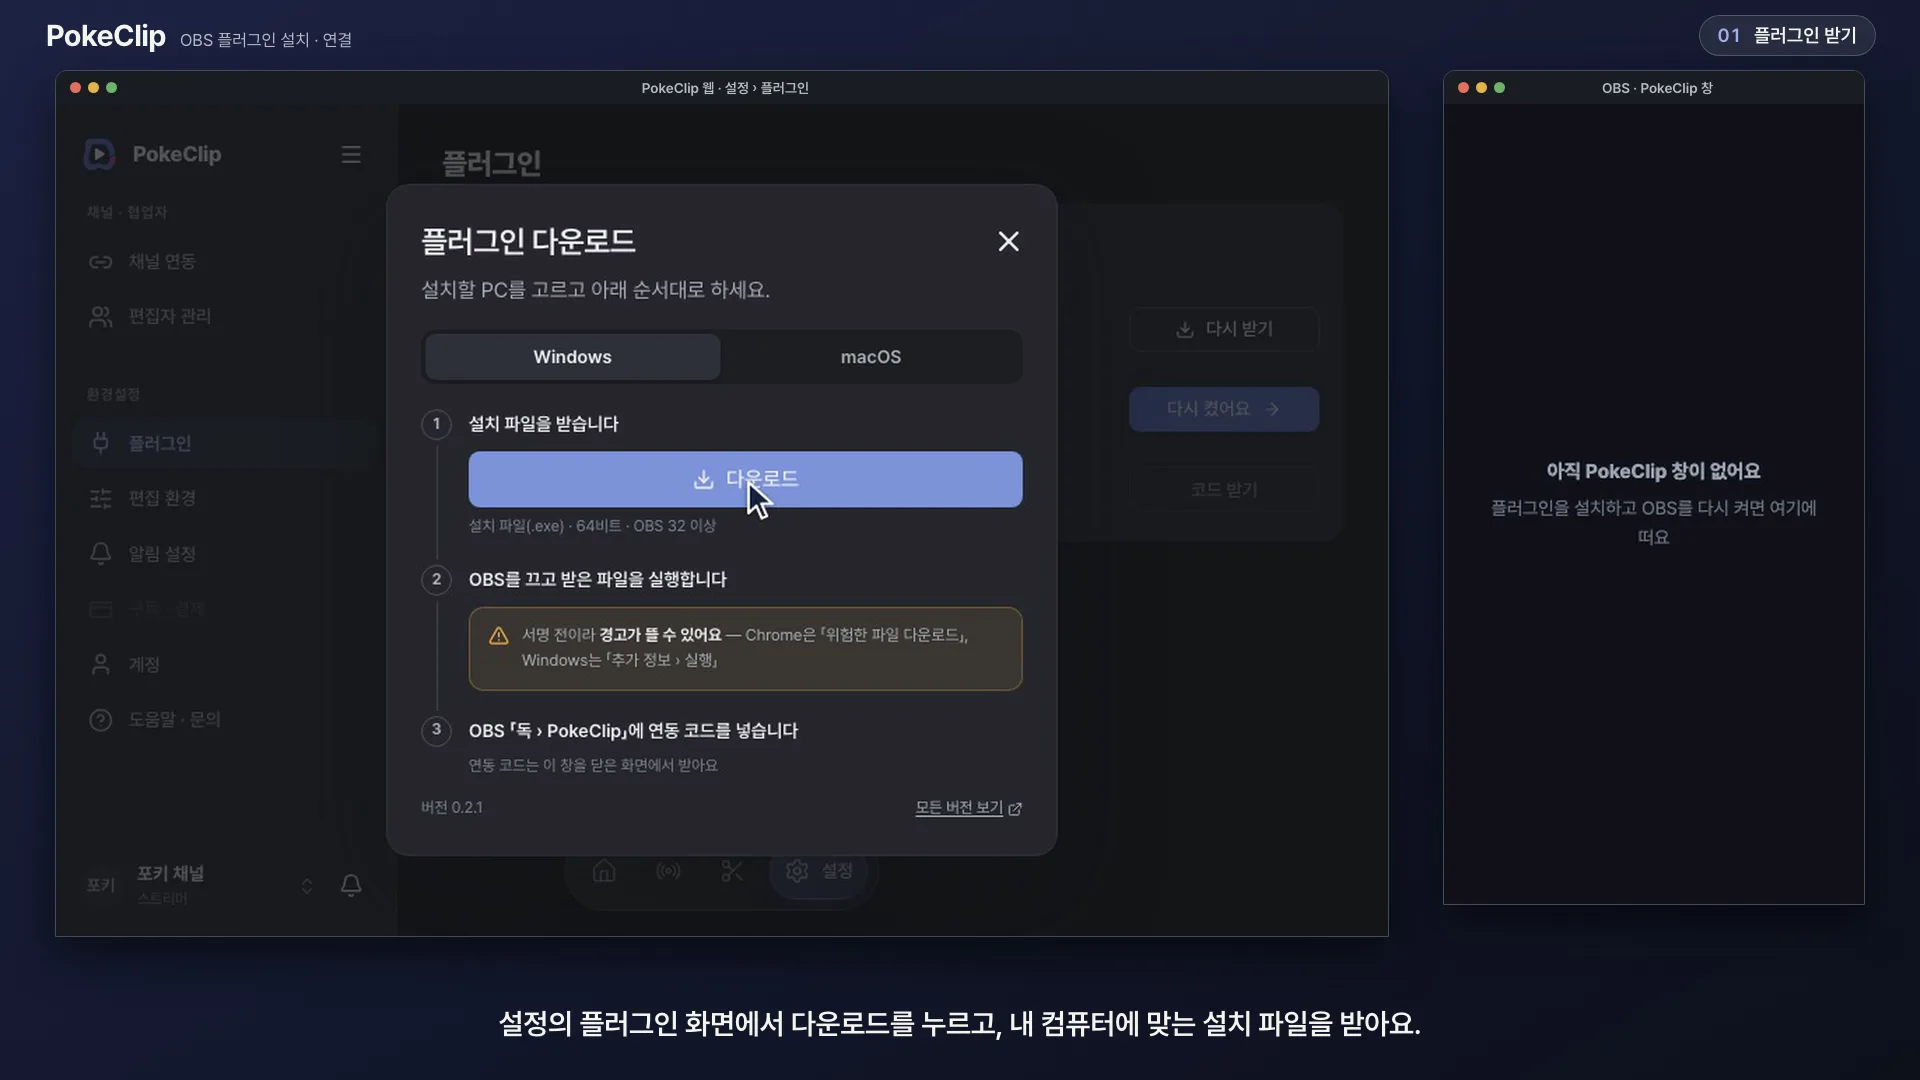 PokeClip OBS 플러그인 설치 · 연결
01 플러그인 받기
PokeClip 웹 · 설정 › 플러그인
PokeClip
채널 · 협업자
채널 연동
편집자 관리
환경설정
플러그인
편집 환경
알림 설정
구독 · 결제
계정
도움말 · 문의
포키
포키 채널
스트리머
플러그인
다시 받기
다시 켰어요
코드 받기
설정
플러그인 다운로드
설치할 PC를 고르고 아래 순서대로 하세요.
Windows
macOS
1 설치 파일을 받습니다
다운로드
설치 파일(.exe) · 64비트 · OBS 32 이상
2 OBS를 끄고 받은 파일을 실행합니다
서명 전이라 경고가 뜰 수 있어요 — Chrome은 「위험한 파일 다운로드」,
Windows는 「추가 정보 › 실행」
3 OBS 「독 › PokeClip」에 연동 코드를 넣습니다
연동 코드는 이 창을 닫은 화면에서 받아요
버전 0.2.1
모든 버전 보기
OBS · PokeClip 창
아직 PokeClip 창이 없어요
플러그인을 설치하고 OBS를 다시 켜면 여기에
떠요
설정의 플러그인 화면에서 다운로드를 누르고, 내 컴퓨터에 맞는 설치 파일을 받아요.